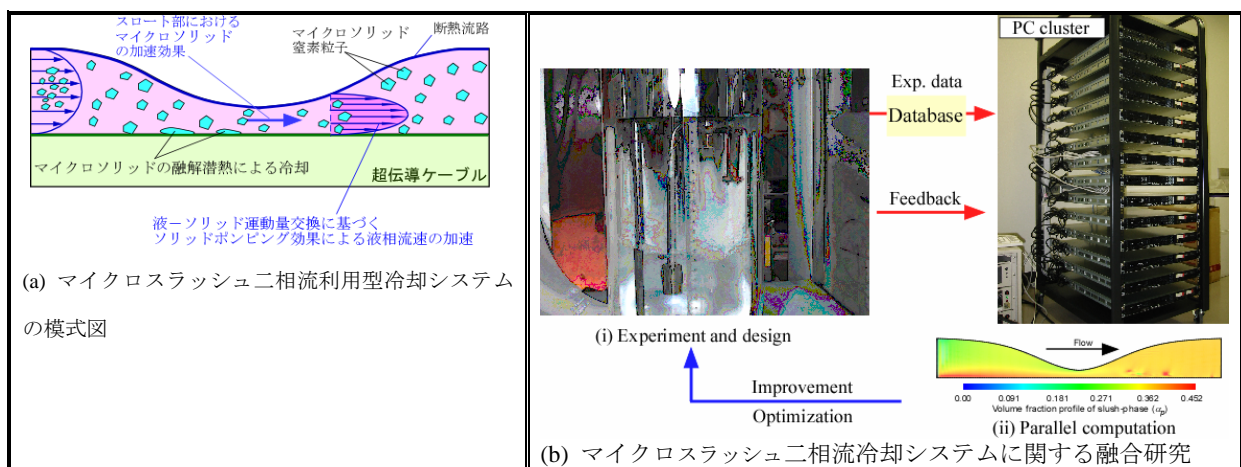 スロート部における
マイクロソリッド
の加速効果
マイクロソリッド
窒素粒子
断熱流路
マイクロソリッドの融解潜熱による冷却
超伝導ケーブル
液－ソリッド運動量交換に基づく
ソリッドポンピング効果による液相流速の加速
(a) マイクロスラッシュ二相流利用型冷却システム
の模式図
PC cluster
Exp. data
Database
Feedback
(i) Experiment and design
Improvement
Optimization
Flow
0.00 0.091 0.181 0.271 0.362 0.452
Volume fraction profile of slush-phase (αp)
(ii) Parallel computation
(b) マイクロスラッシュ二相流冷却システムに関する融合研究